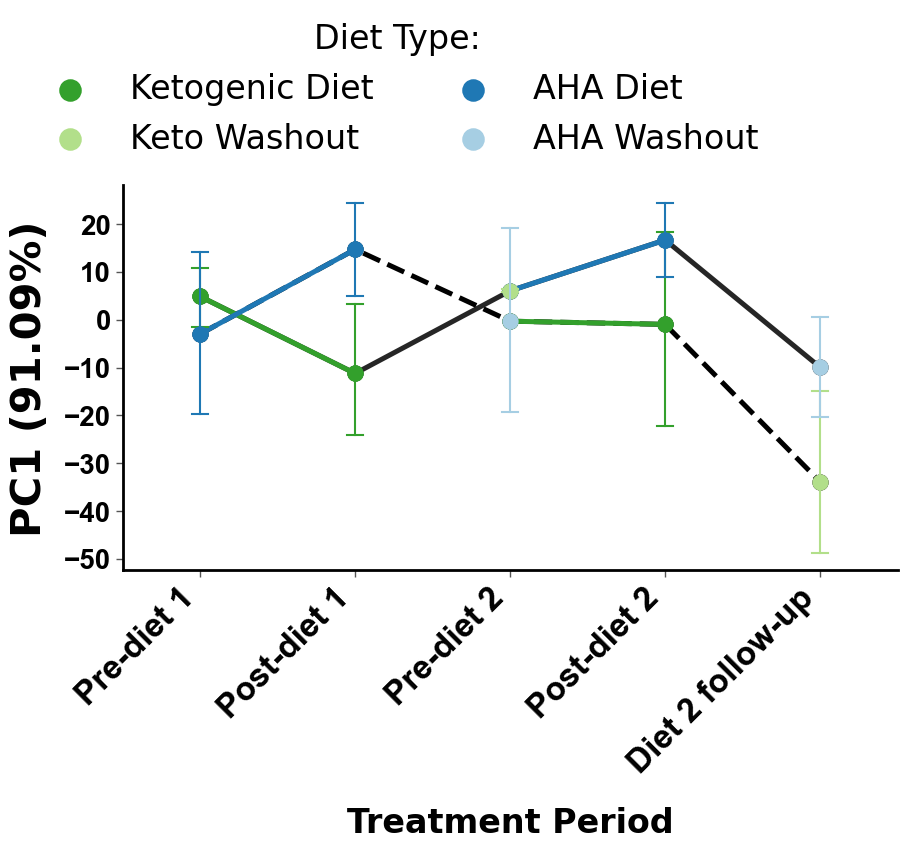 Diet Type:
Ketogenic Diet
AHA Diet
Keto Washout
AHA Washout
PC1 (91.09%)
20
10
0
−10
−20
−30
−40
−50
Pre-diet 1
Post-diet 1
Pre-diet 2
Post-diet 2
Diet 2 follow-up
Treatment Period